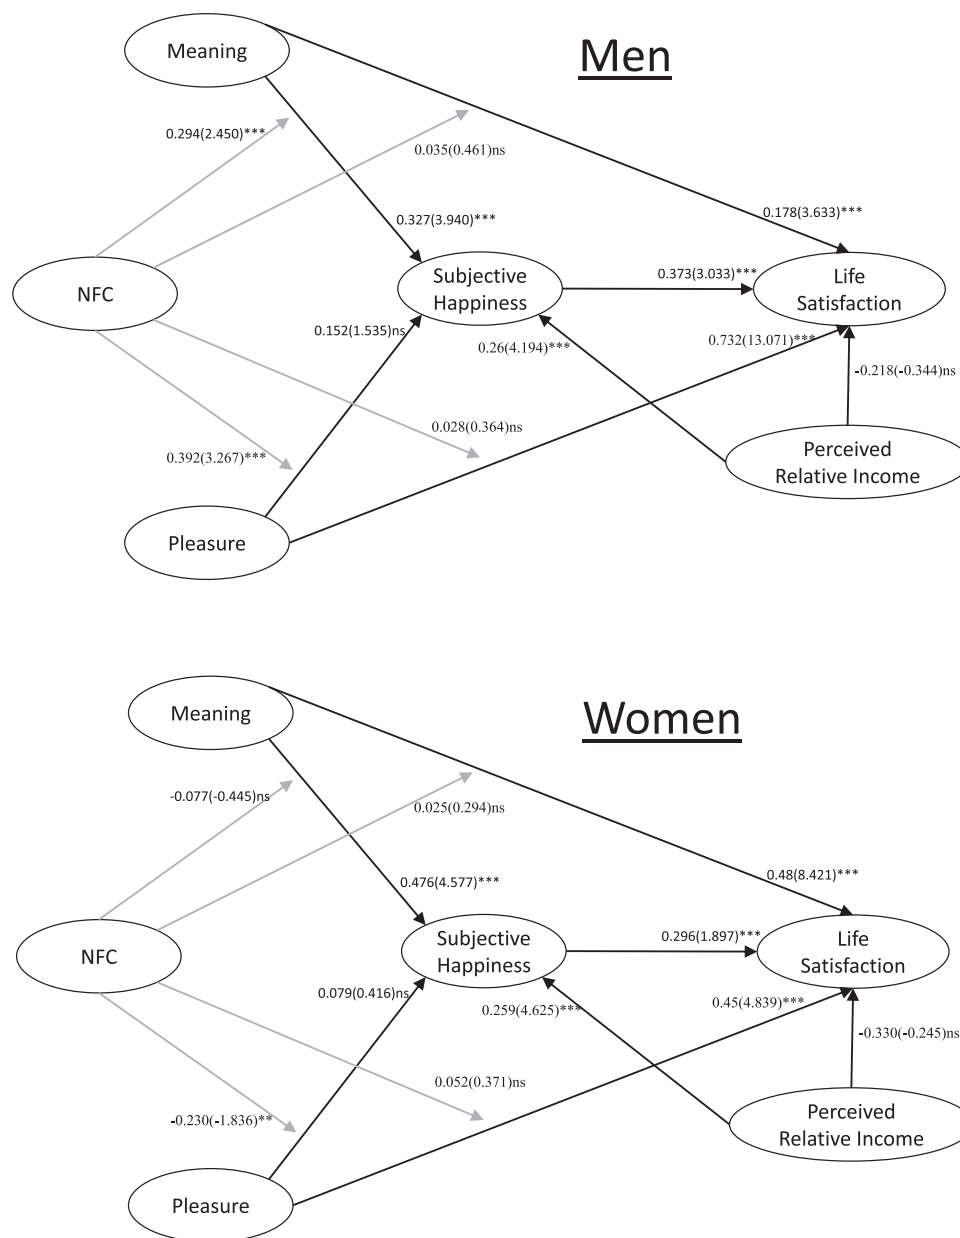 Men
Meaning
0.294(2.450)***
0.035(0.461)ns
0.327(3.940)***
0.178(3.633)***
NFC
Subjective
Happiness
0.373(3.033)***
Life
Satisfaction
0.152(1.535)ns
0.26(4.194)***
0.732(13.071)***
-0.218(-0.344)ns
0.028(0.364)ns
0.392(3.267)***
Perceived
Relative Income
Pleasure
Women
Meaning
-0.077(-0.445)ns
0.025(0.294)ns
0.476(4.577)***
0.48(8.421)***
NFC
Subjective
Happiness
0.296(1.897)***
Life
Satisfaction
0.079(0.416)ns
0.259(4.625)***
0.45(4.839)***
-0.330(-0.245)ns
0.052(0.371)ns
-0.230(-1.836)**
Perceived
Relative Income
Pleasure